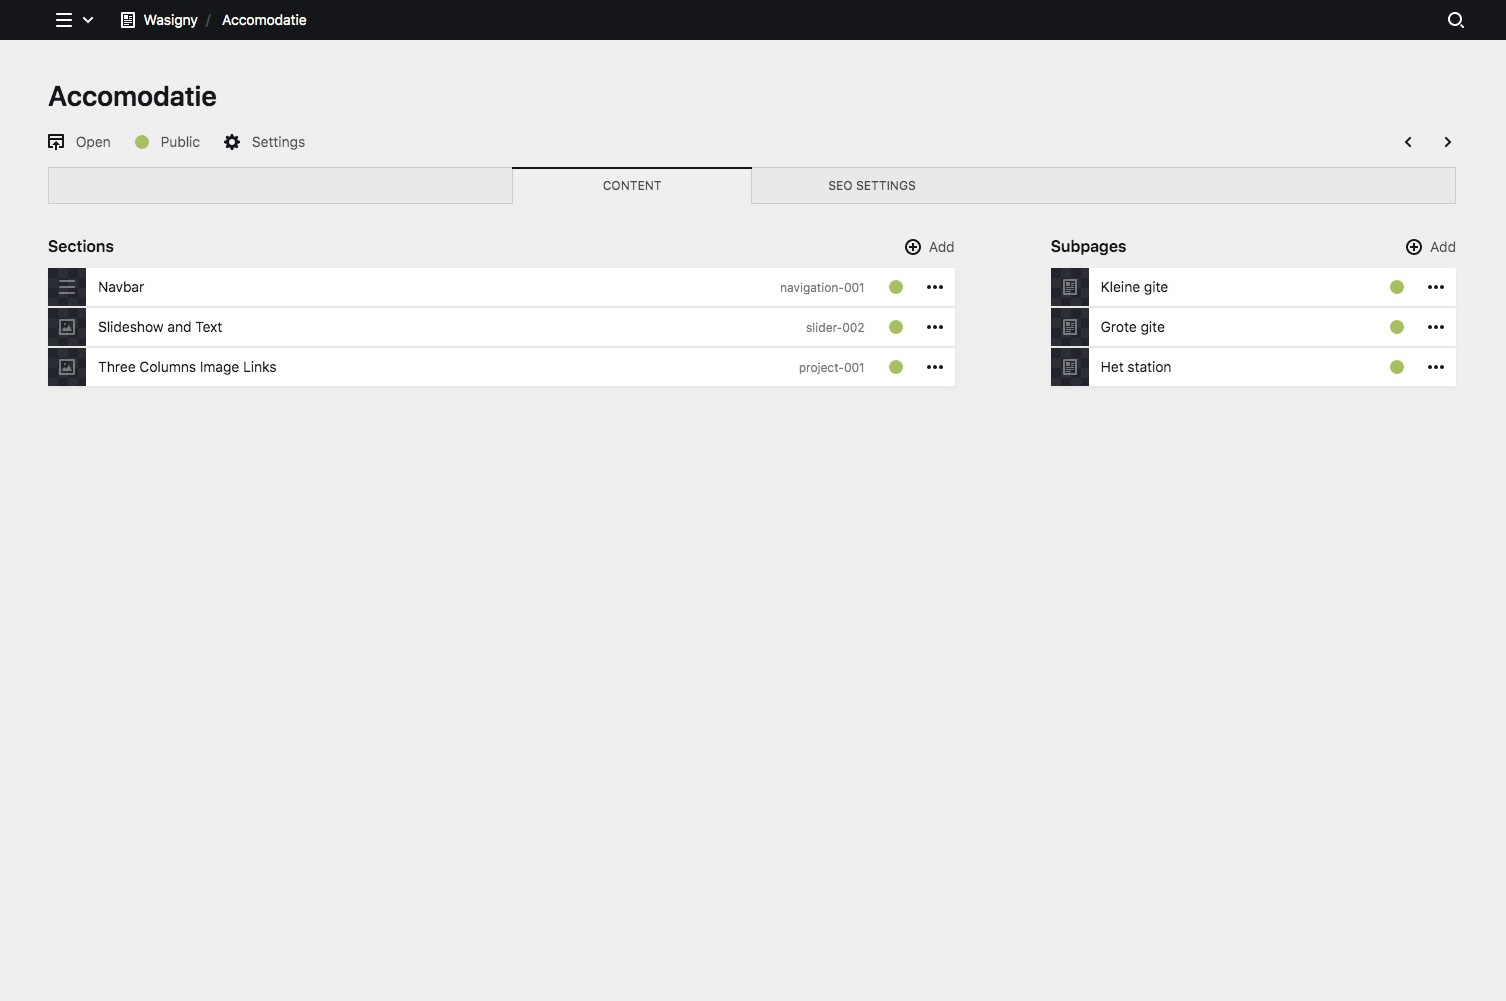 Wasigny / Accomodatie
Accomodatie
Open Public Settings
CONTENT SEO SETTINGS
Sections Add
Navbar navigation-001
Slideshow and Text slider-002
Three Columns Image Links project-001
Subpages Add
Kleine gite
Grote gite
Het station